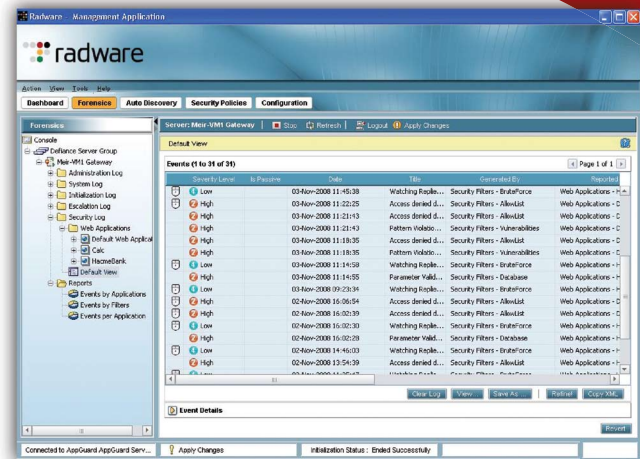 Radware - Management Application
radware
Action View Tools Help
Dashboard Forensics Auto Discovery Security Policies Configuration
Forensics
Server: Meir-VM1 Gateway Stop Refresh Logout Apply Changes
Console
Defiance Server Group
Meir-VM1 Gateway
Administration Log
System Log
Initialization Log
Escalation Log
Security Log
Web Applications
Default Web Applicat
Calc
HacmeBank
Default View
Reports
Events by Applications
Events by Filters
Events per Application
Default View
Events (1 to 31 of 31) Page 1 of 1
Severity Level Is Passive Date Title Generated By Reported
Low 03-Nov-2008 11:45:38 Watching Replie... Security Filters - BruteForce Web Applications - H
High 03-Nov-2008 11:22:25 Access denied d... Security Filters - AllowList Web Applications - D
High 03-Nov-2008 11:21:43 Access denied d... Security Filters - AllowList Web Applications - D
High 03-Nov-2008 11:21:43 Pattern Violatio... Security Filters - Vulnerabilities Web Applications - D
High 03-Nov-2008 11:18:35 Access denied d... Security Filters - AllowList Web Applications - D
High 03-Nov-2008 11:18:35 Pattern Violatio... Security Filters - Vulnerabilities Web Applications - D
Low 03-Nov-2008 11:14:58 Watching Replie... Security Filters - BruteForce Web Applications - H
High 03-Nov-2008 11:14:55 Parameter Valid... Security Filters - Database Web Applications - H
Low 03-Nov-2008 09:23:34 Watching Replie... Security Filters - BruteForce Web Applications - H
High 02-Nov-2008 16:06:54 Access denied d... Security Filters - AllowList Web Applications - D
High 02-Nov-2008 16:02:39 Access denied d... Security Filters - AllowList Web Applications - D
Low 02-Nov-2008 16:02:30 Watching Replie... Security Filters - BruteForce Web Applications - H
High 02-Nov-2008 16:02:28 Parameter Valid... Security Filters - Database Web Applications - H
Low 02-Nov-2008 14:46:03 Watching Replie... Security Filters - BruteForce Web Applications - H
High 02-Nov-2008 13:54:39 Access denied d... Security Filters - AllowList Web Applications - D
Clear Log View... Save As ... Refine! Copy XML
Event Details
Revert
Connected to AppGuard AppGuard Serv... Apply Changes Initialization Status : Ended Successfully